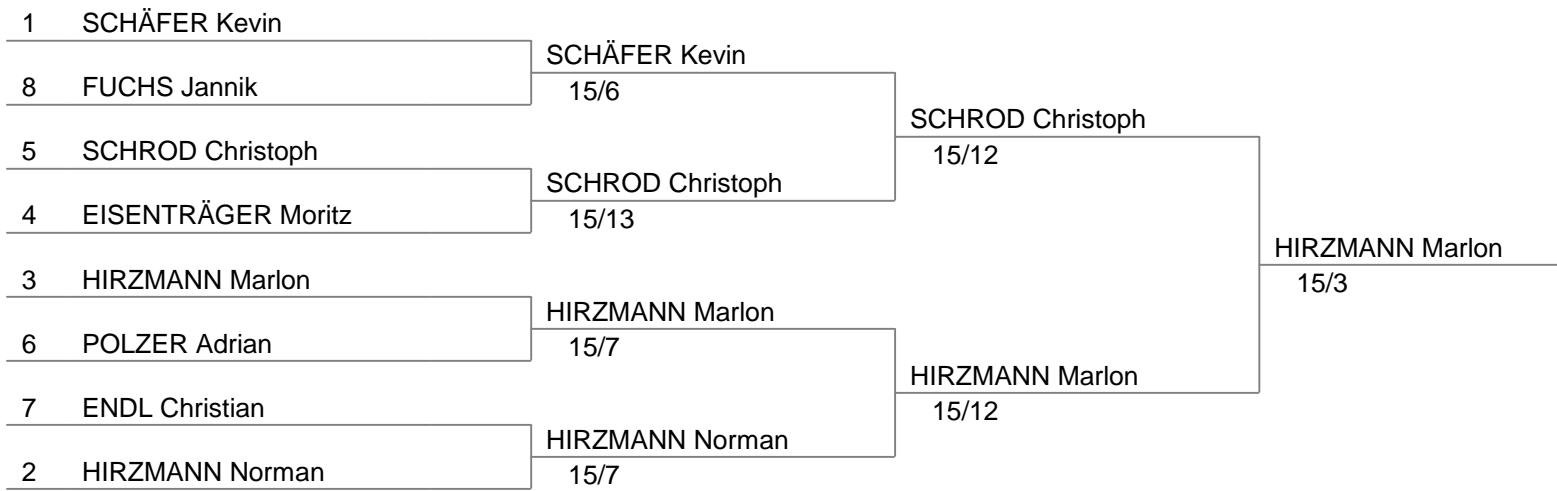 1 SCHÄFER Kevin
SCHÄFER Kevin
8 FUCHS Jannik
15/6
SCHROD Christoph
5 SCHROD Christoph
15/12
SCHROD Christoph
4 EISENTRÄGER Moritz
15/13
HIRZMANN Marlon
3 HIRZMANN Marlon
15/3
HIRZMANN Marlon
6 POLZER Adrian
15/7
HIRZMANN Marlon
7 ENDL Christian
15/12
HIRZMANN Norman
2 HIRZMANN Norman
15/7